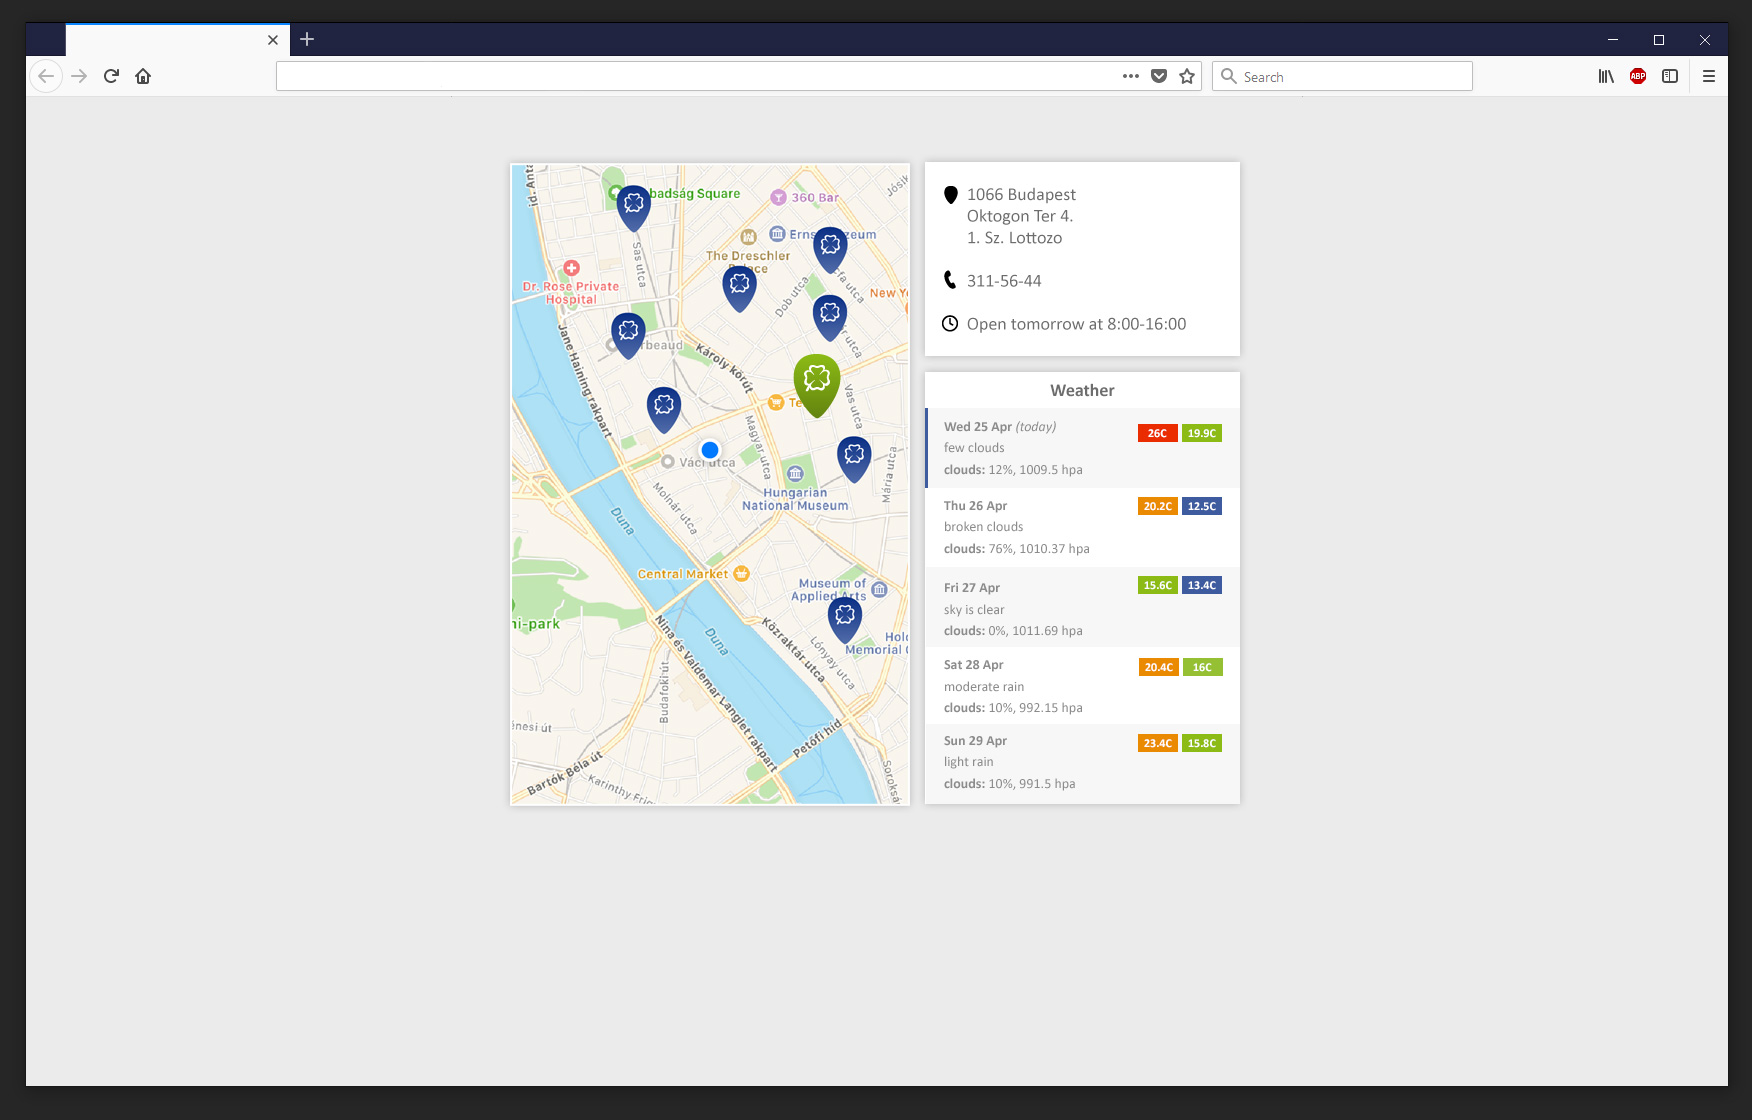 Search
ABP
ipl. Anta
badság Square
360 Bar
Jósik
Erns
zeum
The Dreschler
Sas utca
Dr. Rose Private
Hospital
Dob utca
New Yo
Jane Haining rakpart
rbeaud
Károly körút
Vas utca
Te
Magyar utca
Váci utca
Mária utca
Molnár utca
Hungarian
National Museum
Duna
Central Market
Museum of
Applied Arts
ni-park
Nina és Valdemar Langlet rakpart
Duna
Közraktár utca
Lónyay utca
Holo
Memorial C
Budafoki út
énesi út
Petőfi híd
Bartók Béla út
Karinthy Frig
Soroksá
1066 Budapest
Oktogon Ter 4.
1. Sz. Lottozo
311-56-44
Open tomorrow at 8:00-16:00
Weather
Wed 25 Apr (today) 26C 19.9C
few clouds
clouds: 12%, 1009.5 hpa
Thu 26 Apr 20.2C 12.5C
broken clouds
clouds: 76%, 1010.37 hpa
Fri 27 Apr 15.6C 13.4C
sky is clear
clouds: 0%, 1011.69 hpa
Sat 28 Apr 20.4C 16C
moderate rain
clouds: 10%, 992.15 hpa
Sun 29 Apr 23.4C 15.8C
light rain
clouds: 10%, 991.5 hpa